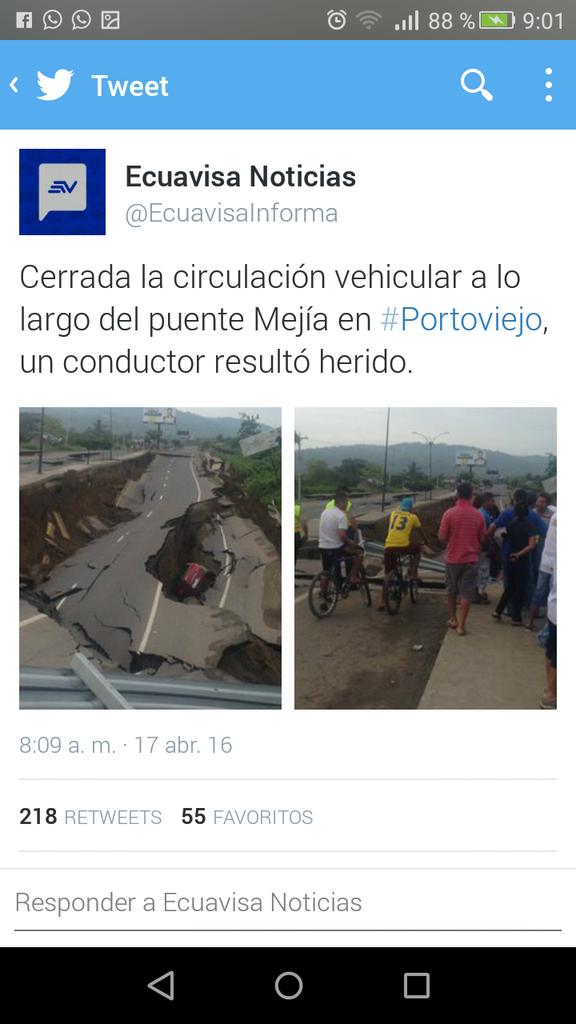 88 % 9:01
Tweet
Ecuavisa Noticias
@EcuavisaInforma
Cerrada la circulación vehicular a lo
largo del puente Mejía en #Portoviejo,
un conductor resultó herido.
13
8:09 a. m. · 17 abr. 16
218 RETWEETS 55 FAVORITOS
Responder a Ecuavisa Noticias